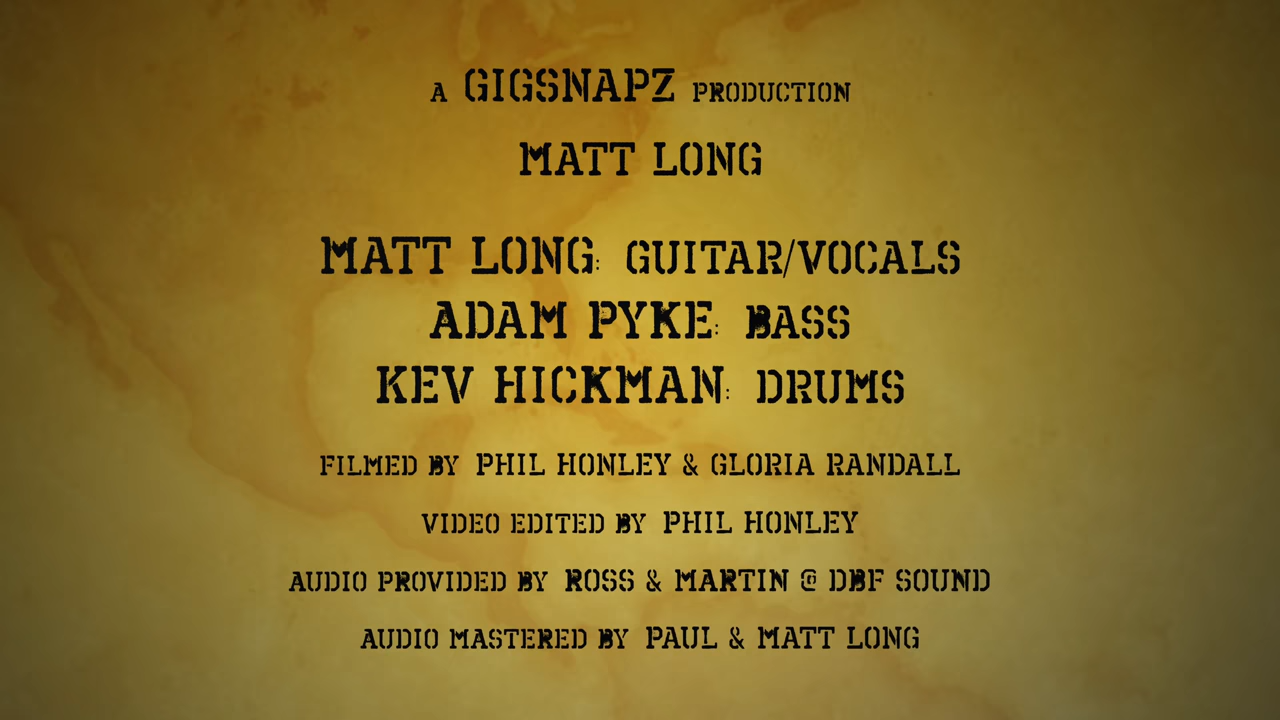 A GIGSNAPZ PRODUCTION
MATT LONG
MATT LONG: GUITAR/VOCALS
ADAM PYKE: BASS
KEV HICKMAN: DRUMS
FILMED BY PHIL HONLEY & GLORIA RANDALL
VIDEO EDITED BY PHIL HONLEY
AUDIO PROVIDED BY ROSS & MARTIN @ DBF SOUND
AUDIO MASTERED BY PAUL & MATT LONG